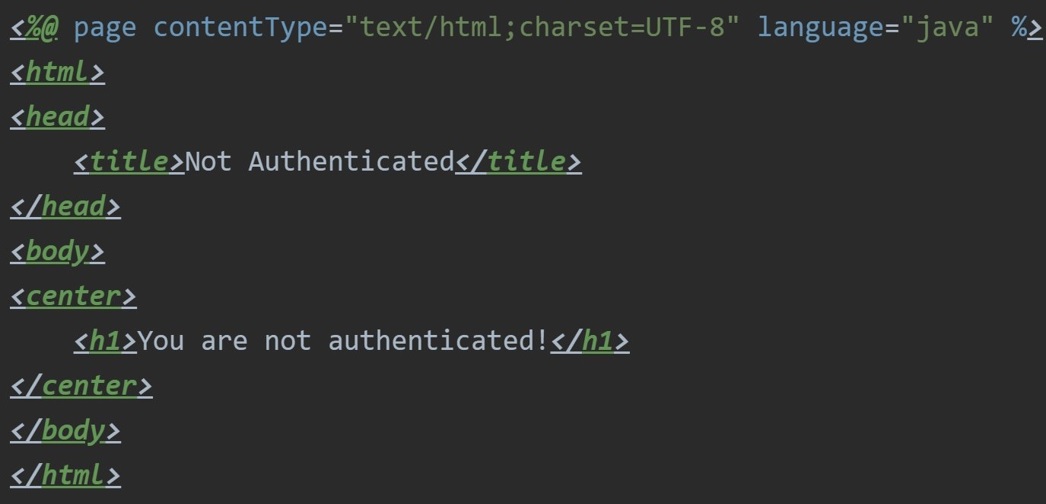 <%@ page contentType="text/html;charset=UTF-8" language="java" %>
<html>
<head>
    <title>Not Authenticated</title>
</head>
<body>
<center>
    <h1>You are not authenticated!</h1>
</center>
</body>
</html>